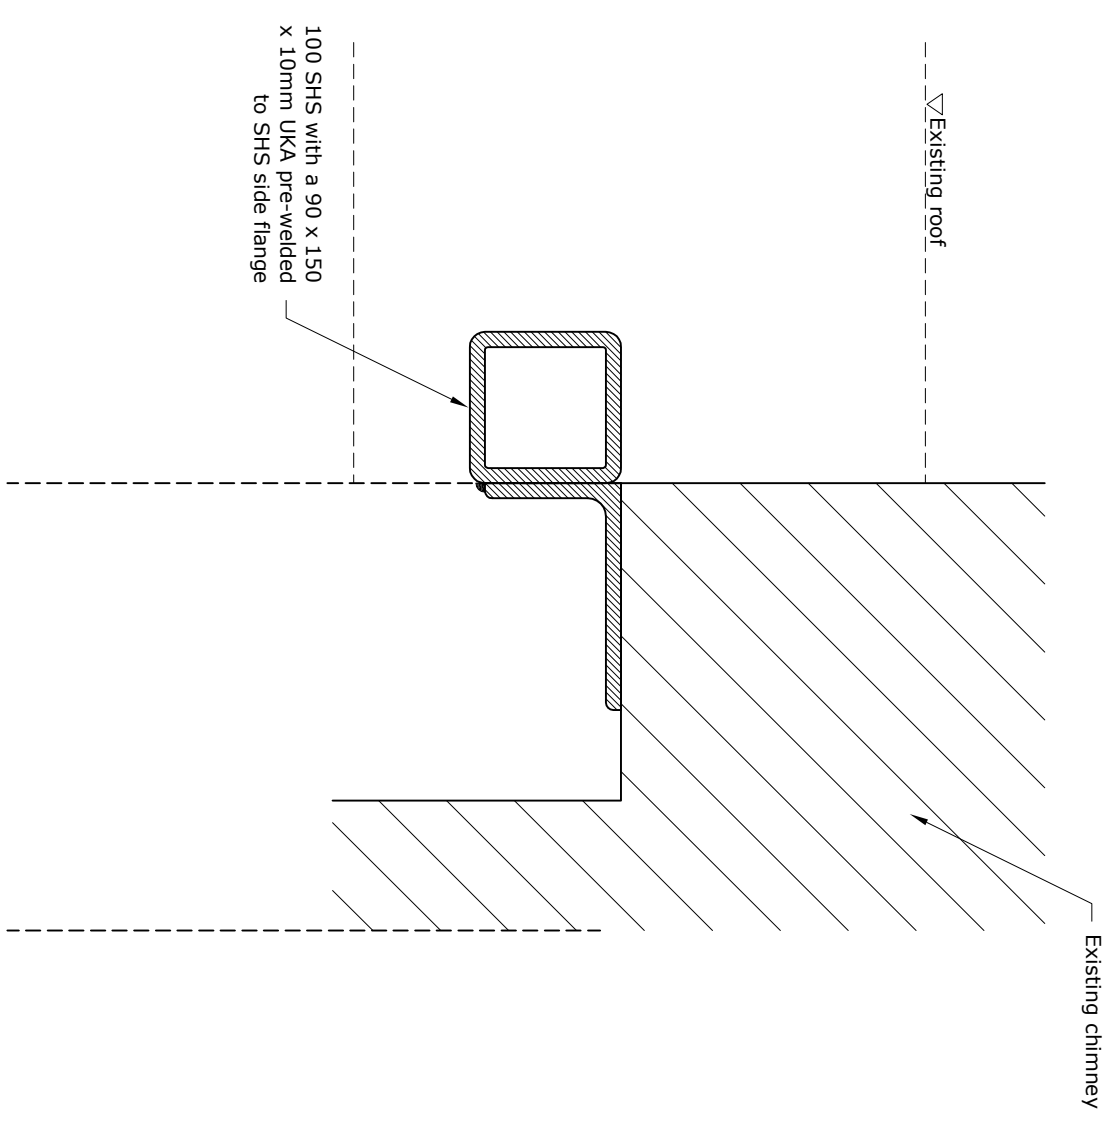 Existing roof
100 SHS with a 90 x 150
x 10mm UKA pre-welded
to SHS side flange
Existing chimney